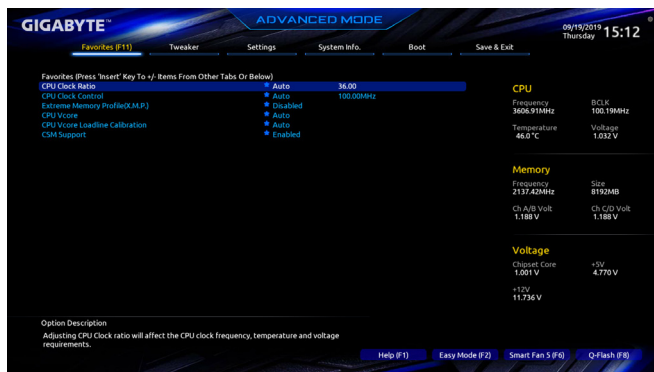 GIGABYTE™
ADVANCED MODE
09/19/2019
Thursday
15:12
Favorites (F11) Tweaker Settings System Info. Boot Save & Exit
Favorites (Press 'Insert' Key To +/- Items From Other Tabs Or Below)
CPU Clock Ratio Auto 36.00
CPU Clock Control Auto 100.00MHz
Extreme Memory Profile(X.M.P.) Disabled
CPU Vcore Auto
CPU Vcore Loadline Calibration Auto
CSM Support Enabled
CPU
Frequency BCLK
3606.91MHz 100.19MHz
Temperature Voltage
46.0 °C 1.032 V
Memory
Frequency Size
2137.42MHz 8192MB
Ch A/B Volt Ch C/D Volt
1.188 V 1.188 V
Voltage
Chipset Core +5V
1.001 V 4.770 V
+12V
11.736 V
Option Description
Adjusting CPU Clock ratio will affect the CPU clock frequency, temperature and voltage
requirements.
Help (F1) Easy Mode (F2) Smart Fan 5 (F6) Q-Flash (F8)